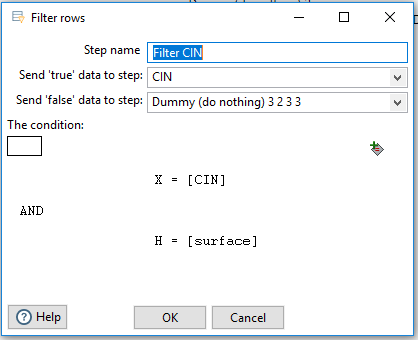 Filter rows
Step name Filter CIN
Send 'true' data to step: CIN
Send 'false' data to step: Dummy (do nothing) 3 2 3 3
The condition:
X = [CIN]
AND
H = [surface]
Help OK Cancel